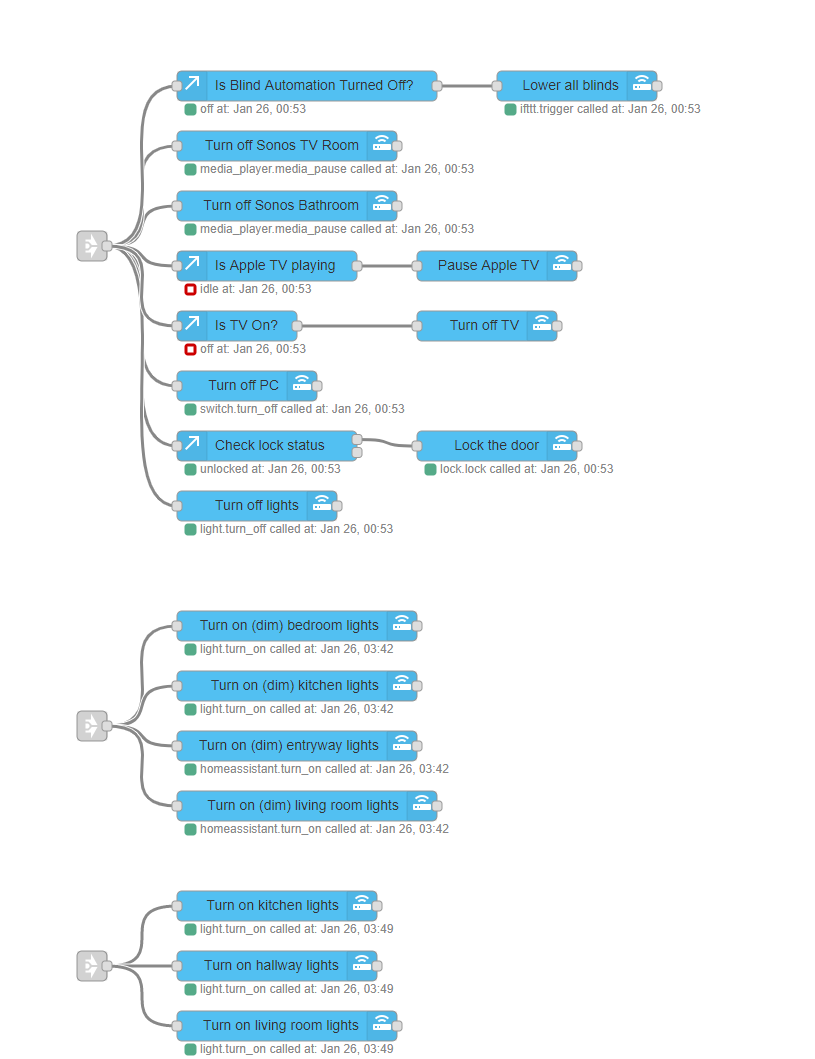 Is Blind Automation Turned Off?
Lower all blinds
off at: Jan 26, 00:53
ifttt.trigger called at: Jan 26, 00:53
Turn off Sonos TV Room
media_player.media_pause called at: Jan 26, 00:53
Turn off Sonos Bathroom
media_player.media_pause called at: Jan 26, 00:53
Is Apple TV playing
Pause Apple TV
idle at: Jan 26, 00:53
Is TV On?
Turn off TV
off at: Jan 26, 00:53
Turn off PC
switch.turn_off called at: Jan 26, 00:53
Check lock status
Lock the door
unlocked at: Jan 26, 00:53
lock.lock called at: Jan 26, 00:53
Turn off lights
light.turn_off called at: Jan 26, 00:53
Turn on (dim) bedroom lights
light.turn_on called at: Jan 26, 03:42
Turn on (dim) kitchen lights
light.turn_on called at: Jan 26, 03:42
Turn on (dim) entryway lights
homeassistant.turn_on called at: Jan 26, 03:42
Turn on (dim) living room lights
homeassistant.turn_on called at: Jan 26, 03:42
Turn on kitchen lights
light.turn_on called at: Jan 26, 03:49
Turn on hallway lights
light.turn_on called at: Jan 26, 03:49
Turn on living room lights
light.turn_on called at: Jan 26, 03:49